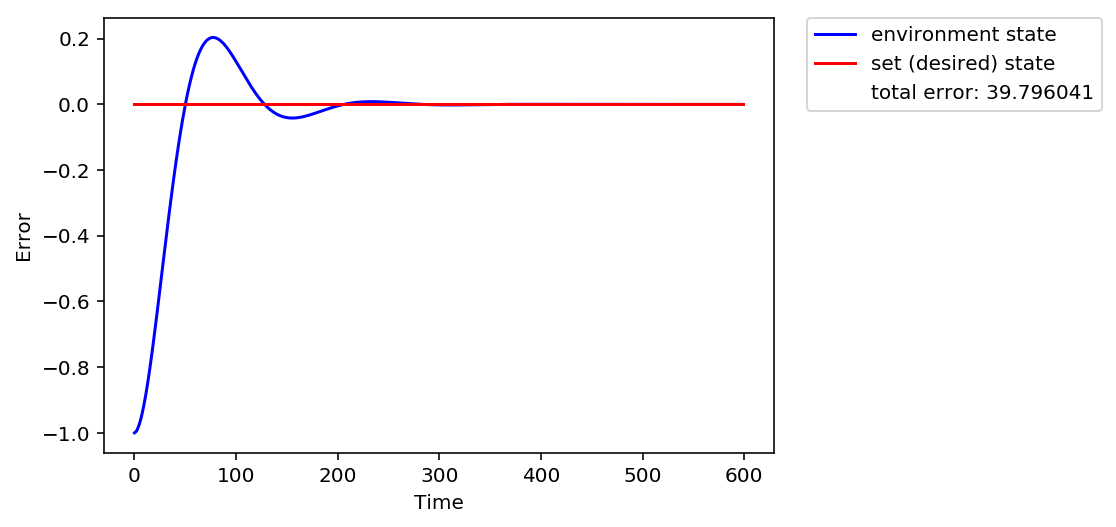 0.2
0.0
−0.2
−0.4
−0.6
−0.8
−1.0
Error
0 100 200 300 400 500 600
Time
environment state
set (desired) state
total error: 39.796041